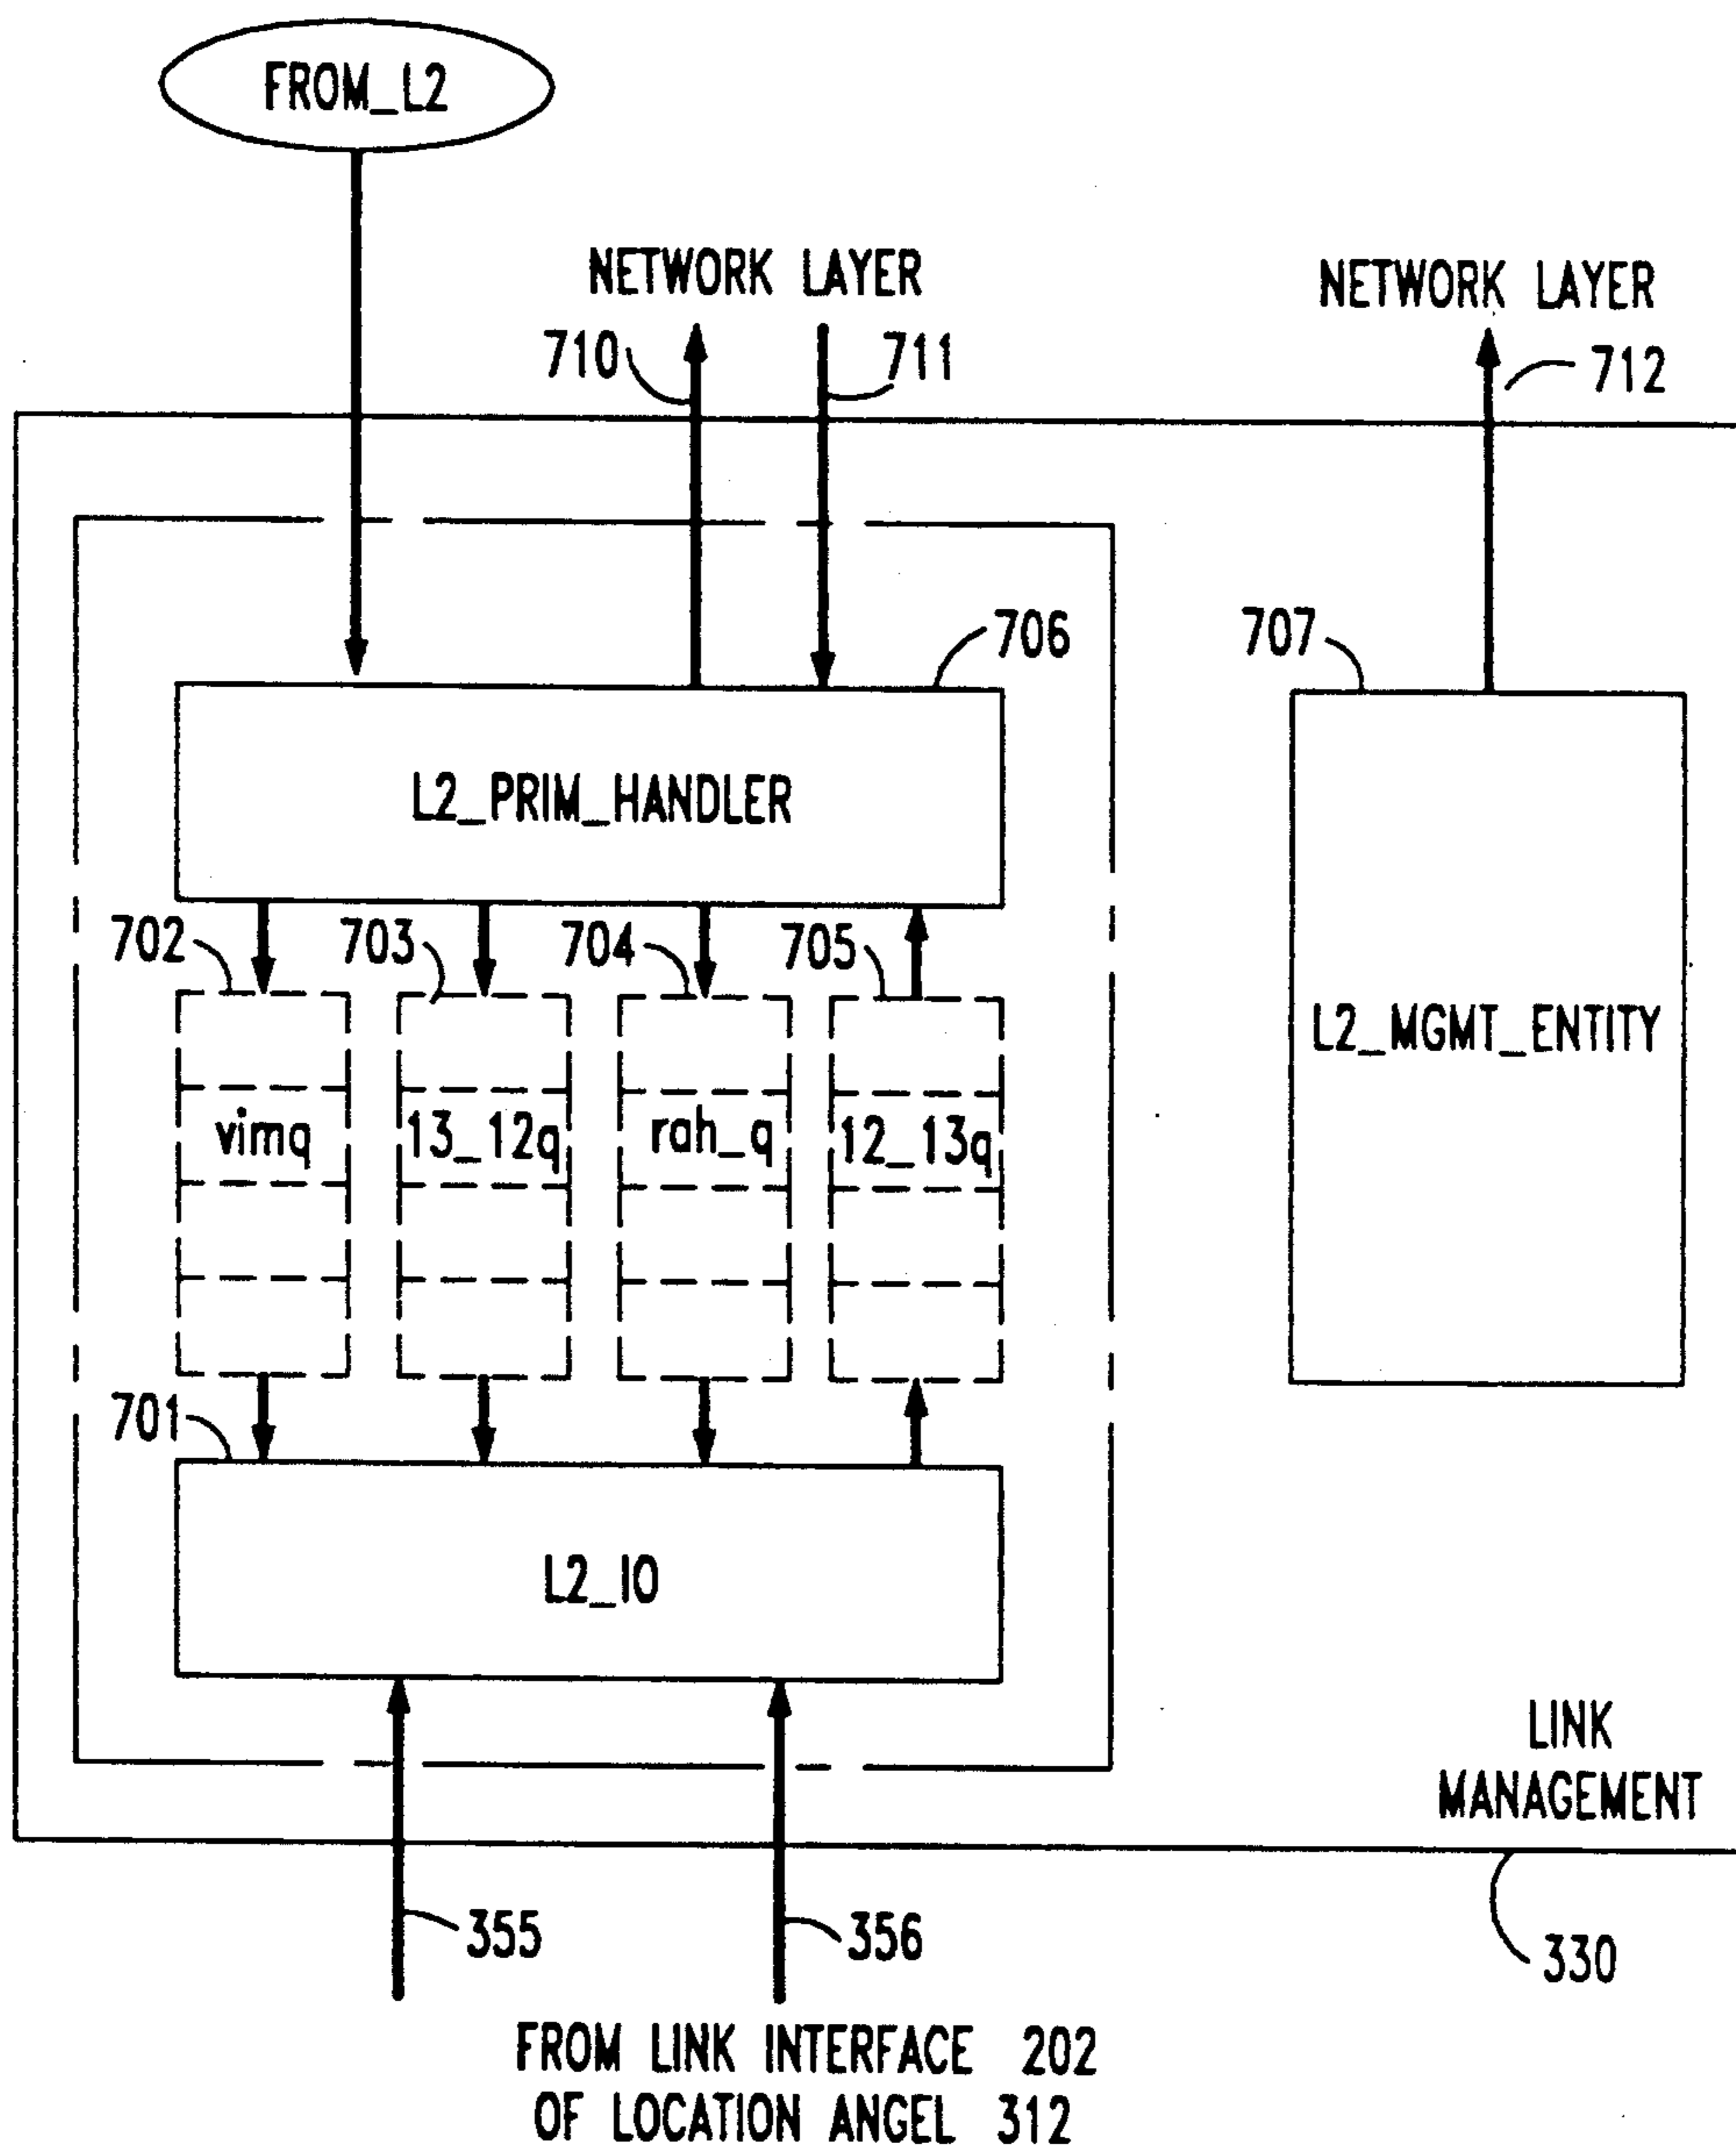 FROM_L2
NETWORK LAYER
NETWORK LAYER
710
711
712
706
707
L2_PRIM_HANDLER
702
703
704
705
L2_MGMT_ENTITY
vimq
13_12q
rah_q
12_13q
701
L2_IO
LINK
MANAGEMENT
355
356
330
FROM LINK INTERFACE 202
OF LOCATION ANGEL 312